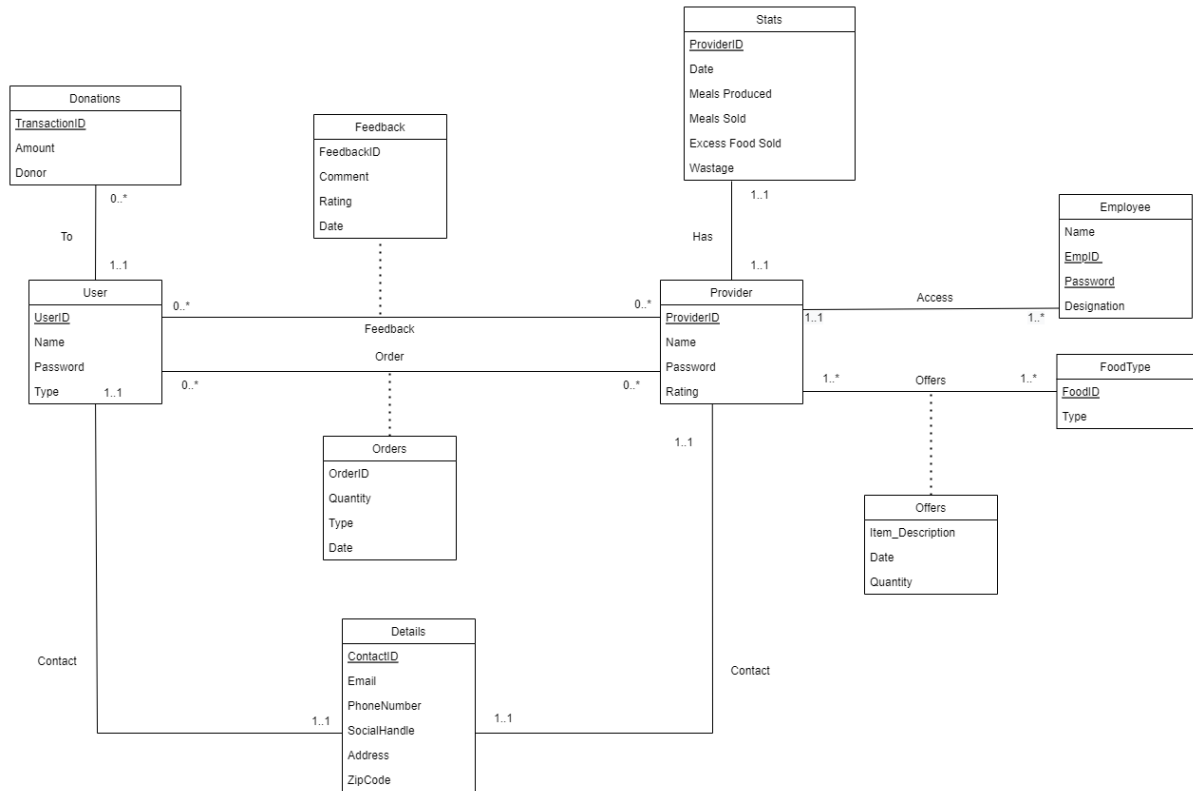 Stats
ProviderID
Date
Meals Produced
Meals Sold
Excess Food Sold
Wastage
Donations
TransactionID
Amount
Donor
Feedback
FeedbackID
Comment
Rating
Date
0..*
1..1
Employee
Name
EmpID
Password
Designation
To
Has
1..1
1..1
User
UserID
Name
Password
Type
1..1
0..*
0..*
Feedback
Order
0..*
0..*
Provider
ProviderID
Name
Password
Rating
Access
1..1
1..*
1..*
Offers
1..*
FoodType
FoodID
Type
1..1
Orders
OrderID
Quantity
Type
Date
Offers
Item_Description
Date
Quantity
Details
ContactID
Email
PhoneNumber
SocialHandle
Address
ZipCode
Contact
Contact
1..1
1..1